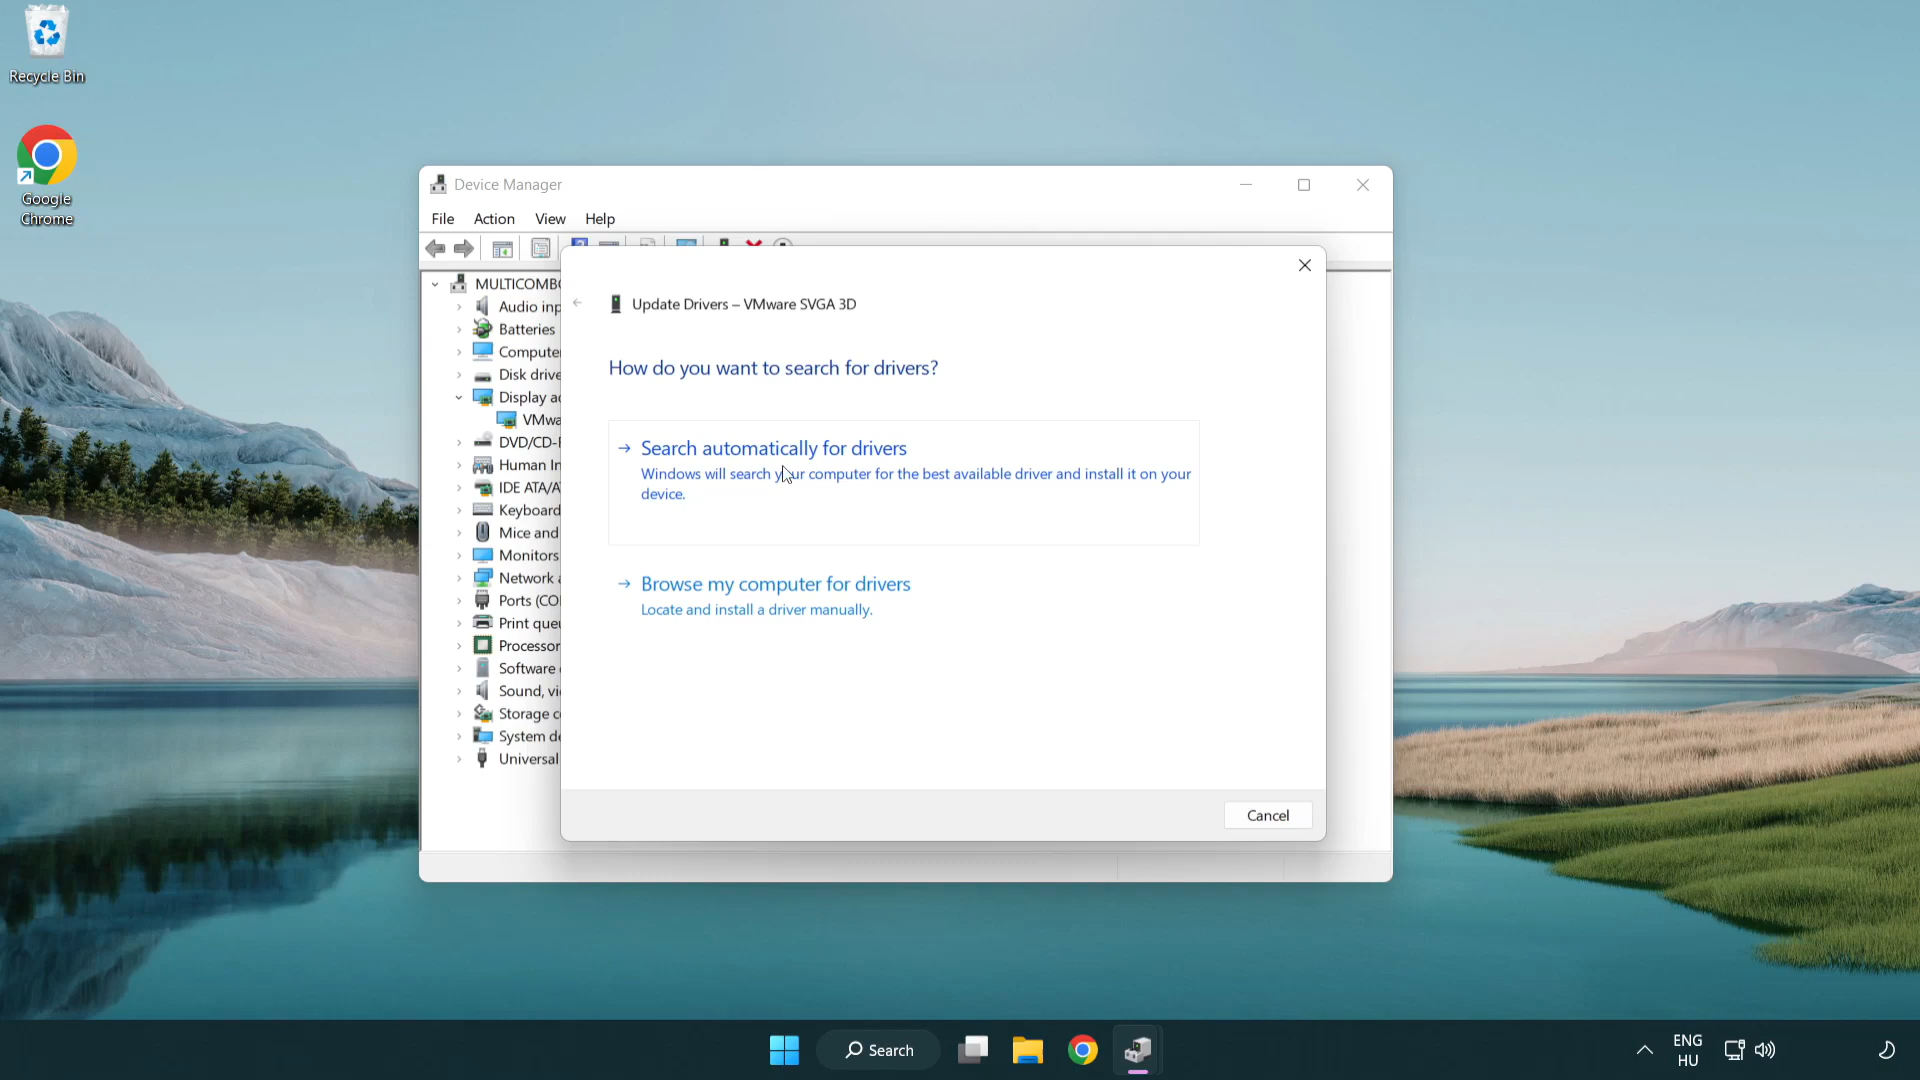 Recycle Bin
Google
Chrome
Device Manager
File Action View Help
MULTICOMB
Audio inp
Batteries
Compute
Disk drive
Display a
VMwa
DVD/CD-
Human In
IDE ATA/A
Keyboard
Mice and
Monitors
Network
Ports (CO
Print que
Processor
Software
Sound, vi
Storage c
System de
Universal
Update Drivers – VMware SVGA 3D
How do you want to search for drivers?
Search automatically for drivers
Windows will search your computer for the best available driver and install it on your
device.
Browse my computer for drivers
Locate and install a driver manually.
Cancel
Search
ENG
HU